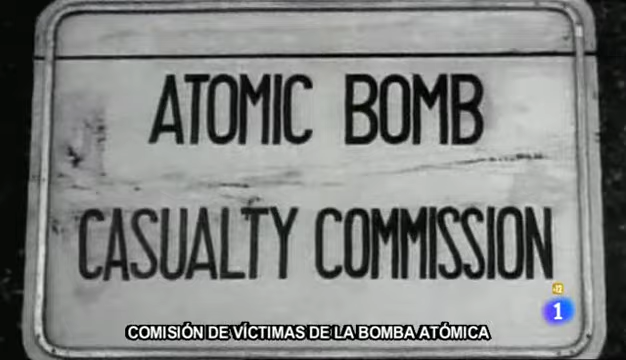 ATOMIC BOMB
CASUALTY COMMISSION
1
COMISIÓN DE VÍCTIMAS DE LA BOMBA ATÓMICA